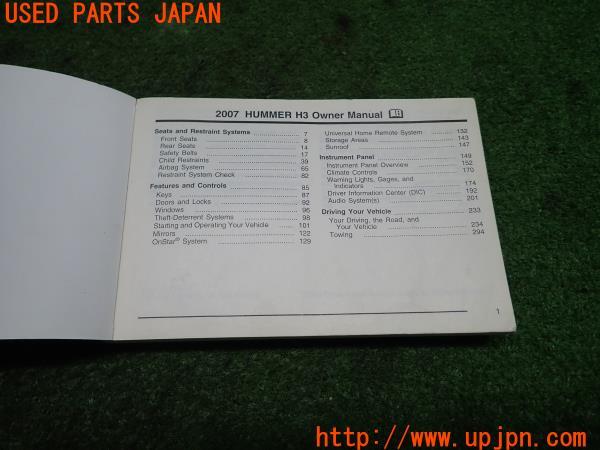 USED PARTS JAPAN
2007 HUMMER H3 Owner Manual
Seats and Restraint Systems 7
Front Seats 8
Rear Seats 14
Safety Belts 17
Child Restraints 39
Airbag System 65
Restraint System Check 82
Features and Controls 85
Keys 87
Doors and Locks 92
Windows 96
Theft-Deterrent Systems 98
Starting and Operating Your Vehicle 101
Mirrors 122
OnStar® System 129
Universal Home Remote System 132
Storage Areas 143
Sunroof 147
Instrument Panel 149
Instrument Panel Overview 152
Climate Controls 170
Warning Lights, Gages, and
Indicators 174
Driver Information Center (DIC) 192
Audio System(s) 201
Driving Your Vehicle 233
Your Driving, the Road, and
Your Vehicle 234
Towing 294
1
http://www.upjpn.com/